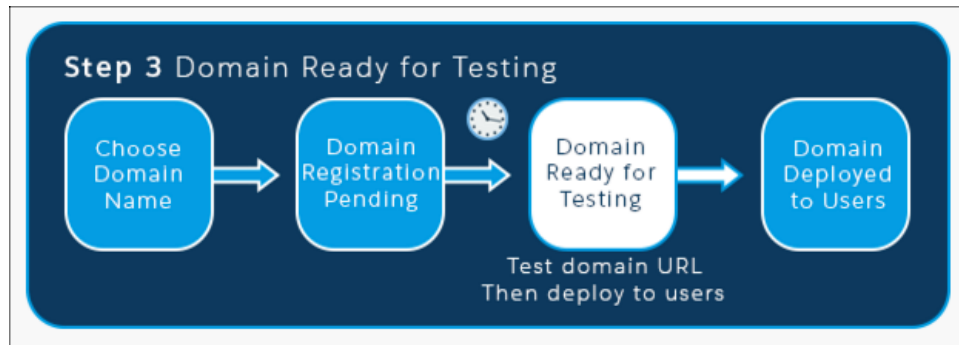 Step 3 Domain Ready for Testing
Choose
Domain
Name
Domain
Registration
Pending
Domain
Ready for
Testing
Domain
Deployed
to Users
Test domain URL
Then deploy to users